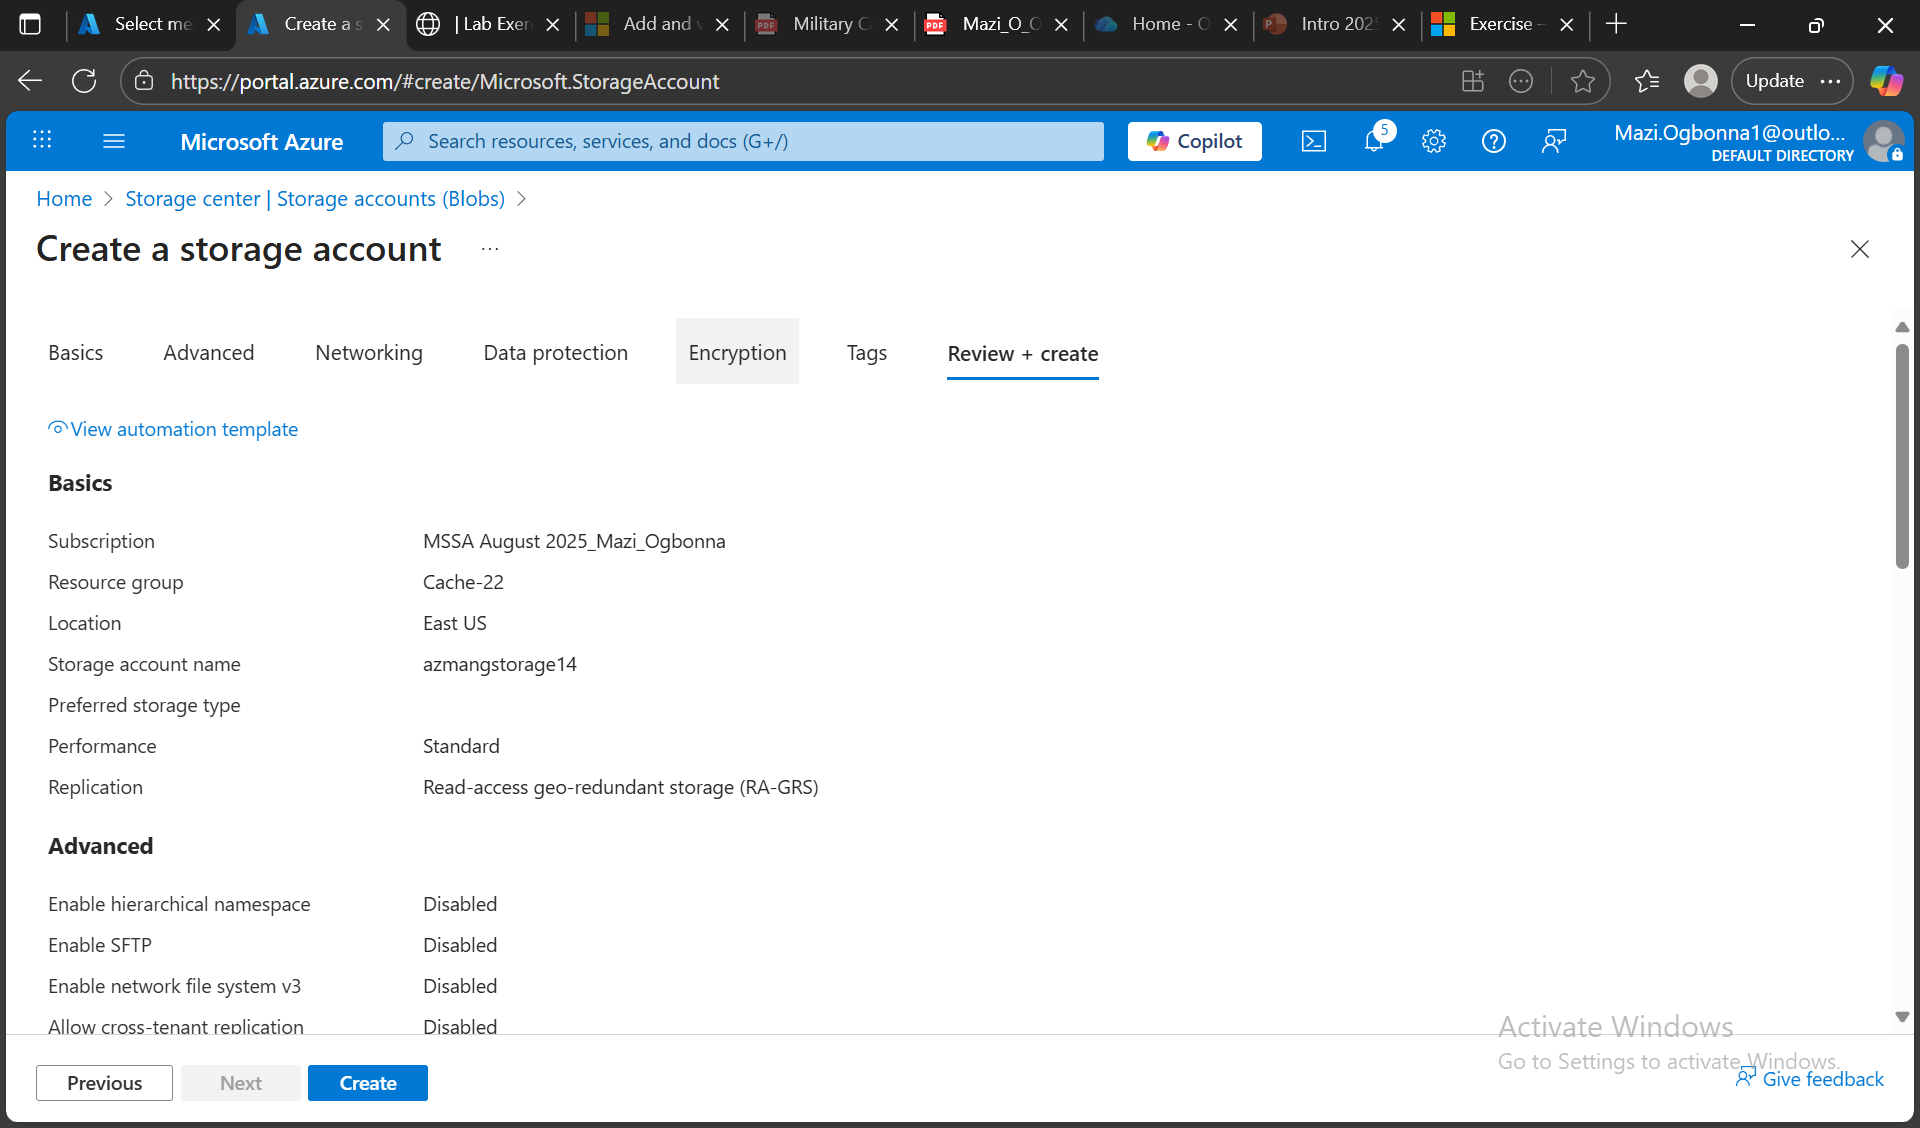 Select me
Create a s
| Lab Exer
Add and v
Military C
Mazi_O_O
Home - O
Intro 202
Exercise -
https://portal.azure.com/#create/Microsoft.StorageAccount
Update
Microsoft Azure
Search resources, services, and docs (G+/)
Copilot
5
Mazi.Ogbonna1@outlo...
DEFAULT DIRECTORY
Home > Storage center | Storage accounts (Blobs) >
Create a storage account ...
Basics
Advanced
Networking
Data protection
Encryption
Tags
Review + create
View automation template
Basics
Subscription MSSA August 2025_Mazi_Ogbonna
Resource group Cache-22
Location East US
Storage account name azmangstorage14
Preferred storage type
Performance Standard
Replication Read-access geo-redundant storage (RA-GRS)
Advanced
Enable hierarchical namespace Disabled
Enable SFTP Disabled
Enable network file system v3 Disabled
Allow cross-tenant replication Disabled
Activate Windows
Go to Settings to activate Windows.
Previous
Next
Create
Give feedback